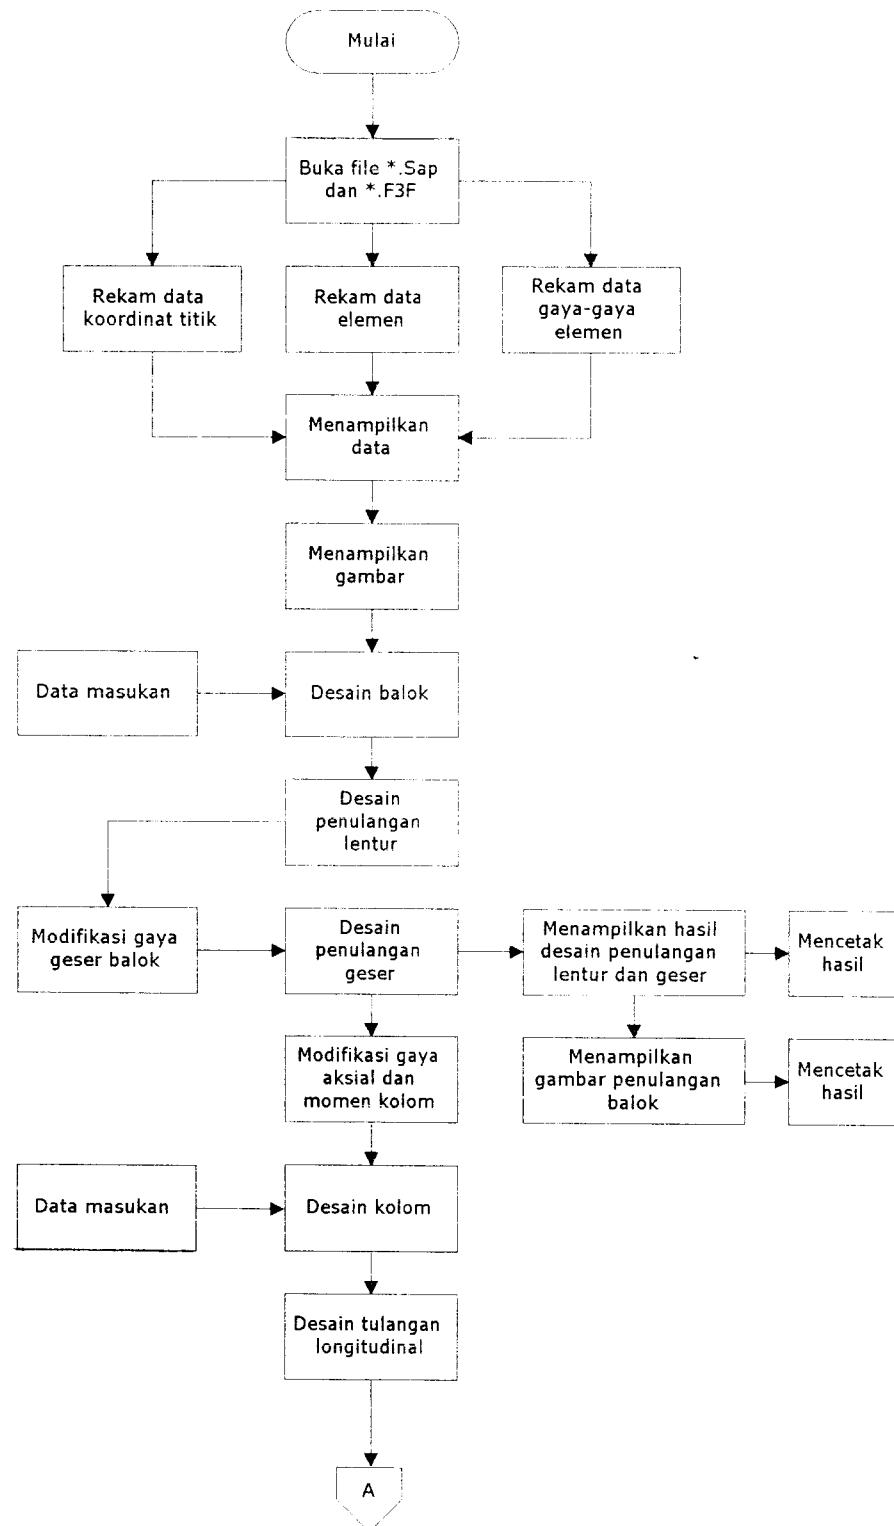 Mulai
Buka file *.Sap
dan *.F3F
Rekam data
koordinat titik
Rekam data
elemen
Rekam data
gaya-gaya
elemen
Menampilkan
data
Menampilkan
gambar
Data masukan
Desain balok
Desain
penulangan
lentur
Modifikasi gaya
geser balok
Desain
penulangan
geser
Menampilkan hasil
desain penulangan
lentur dan geser
Mencetak
hasil
Modifikasi gaya
aksial dan
momen kolom
Menampilkan
gambar penulangan
balok
Mencetak
hasil
Data masukan
Desain kolom
Desain tulangan
longitudinal
A